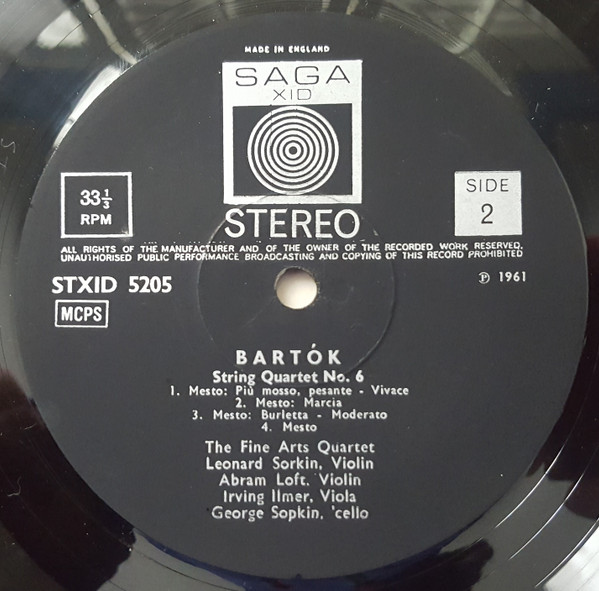 MADE IN ENGLAND
SAGA
XID
33⅓
RPM
SIDE
2
STEREO
ALL RIGHTS OF THE MANUFACTURER AND OF THE OWNER OF THE RECORDED WORK RESERVED.
UNAUTHORISED PUBLIC PERFORMANCE BROADCASTING AND COPYING OF THIS RECORD PROHIBITED
STXID 5205
℗ 1961
MCPS
BARTÓK
String Quartet No. 6
1. Mesto: Più mosso, pesante - Vivace
2. Mesto: Marcia
3. Mesto: Burletta - Moderato
4. Mesto
The Fine Arts Quartet
Leonard Sorkin, Violin
Abram Loft, Violin
Irving Ilmer, Viola
George Sopkin, 'cello